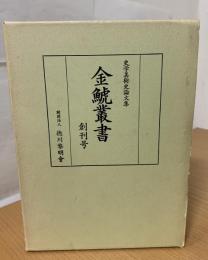 史学美術史論文集
金鯱叢書
創刊号
財団法人 徳川黎明會